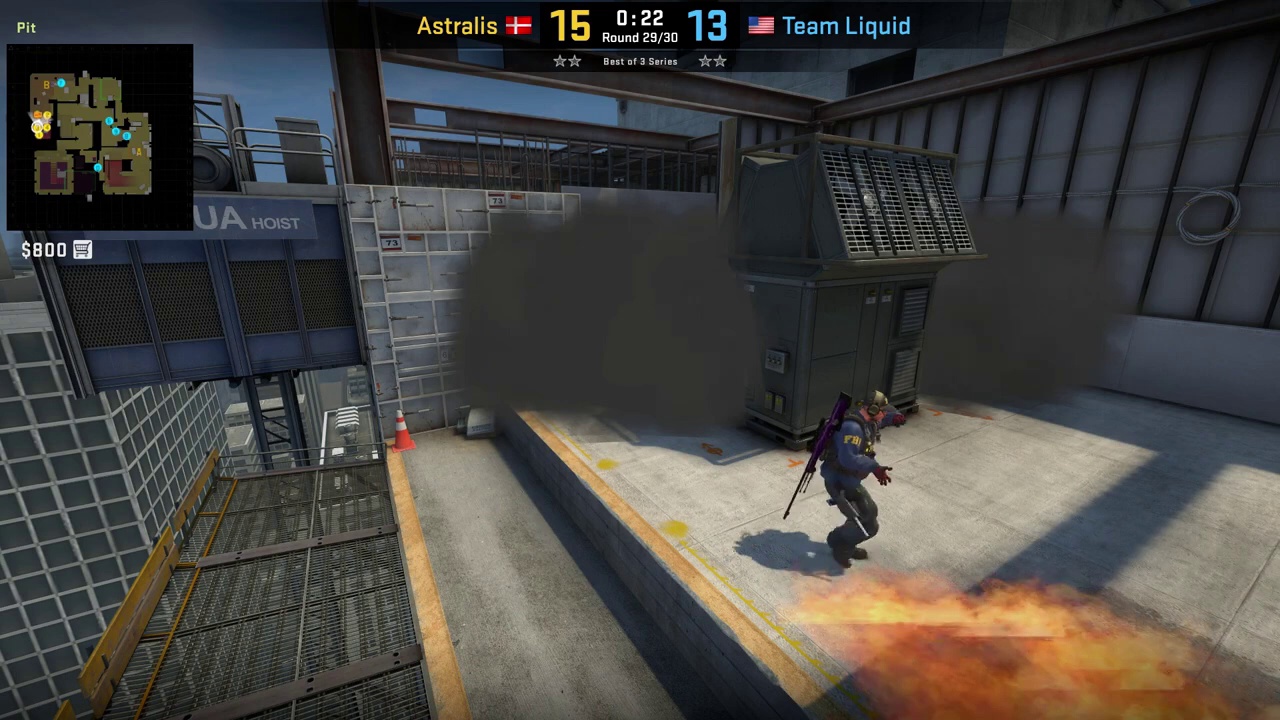 Pit
Astralis 15 0:22 13 Team Liquid
Round 29/30
Best of 3 Series
B
A
$800
UA HOIST
73
73
FBI